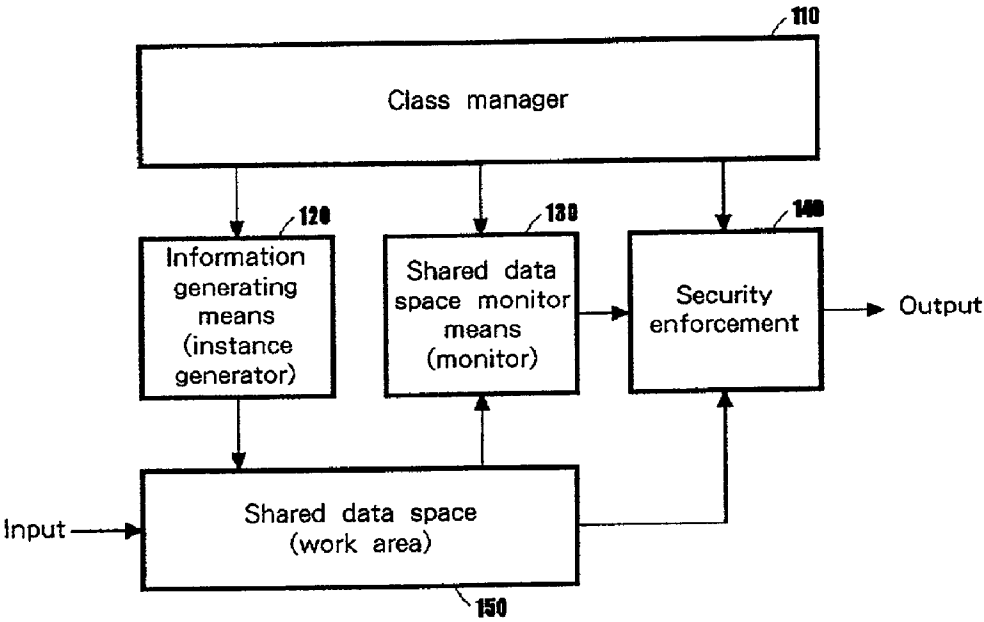 110
Class manager
120
130
140
Information
generating
means
(instance
generator)
Shared data
space monitor
means
(monitor)
Security
enforcement
Output
Input
Shared data space
(work area)
150